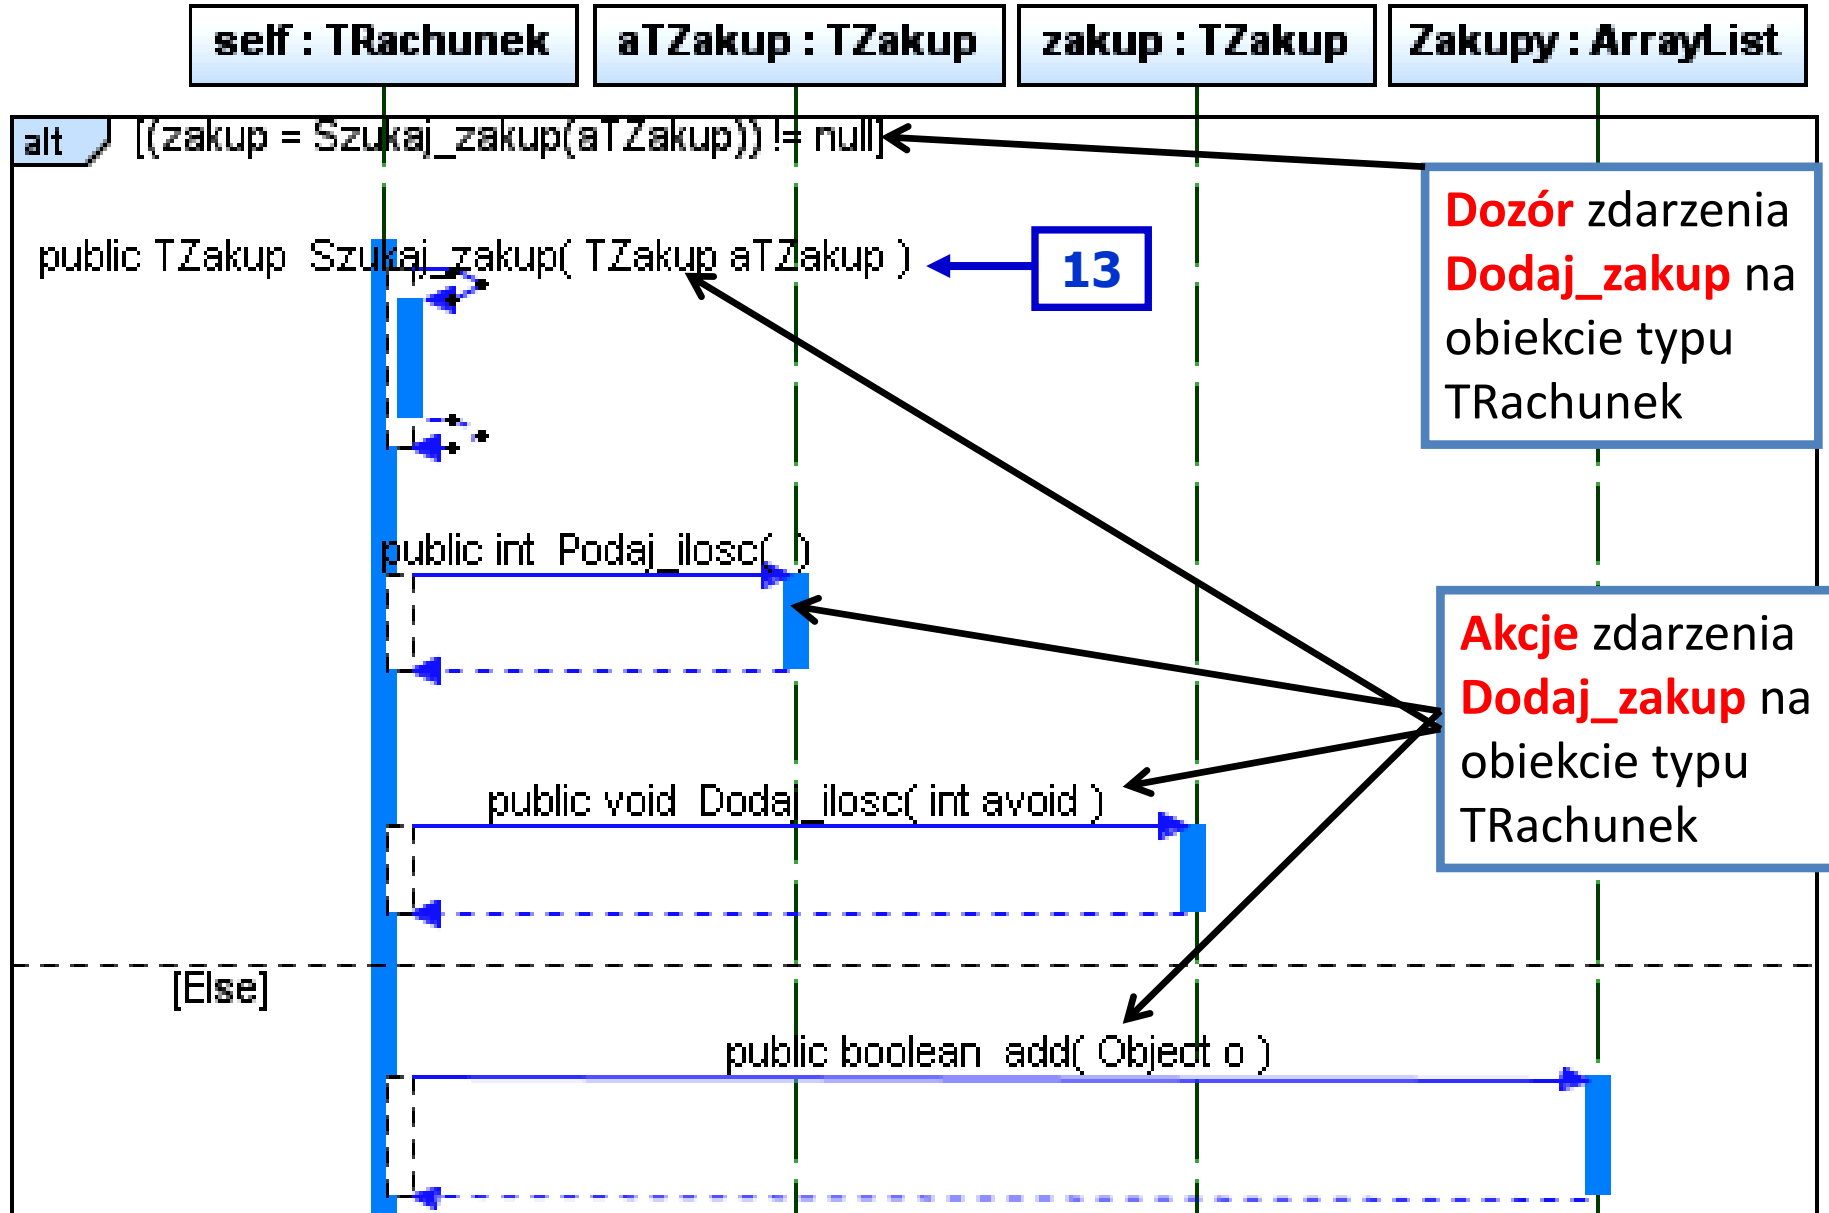 self : TRachunek
aTZakup : TZakup
zakup : TZakup
Zakupy : ArrayList
alt
[(zakup = Szukaj_zakup(aTZakup)) != null]
Dozór zdarzenia
Dodaj_zakup na
obiekcie typu
TRachunek
public TZakup Szukaj_zakup( TZakup aTZakup )
13
public int Podaj_ilosc( )
Akcje zdarzenia
Dodaj_zakup na
obiekcie typu
TRachunek
public void Dodaj_ilosc( int avoid )
[Else]
public boolean add( Object o )